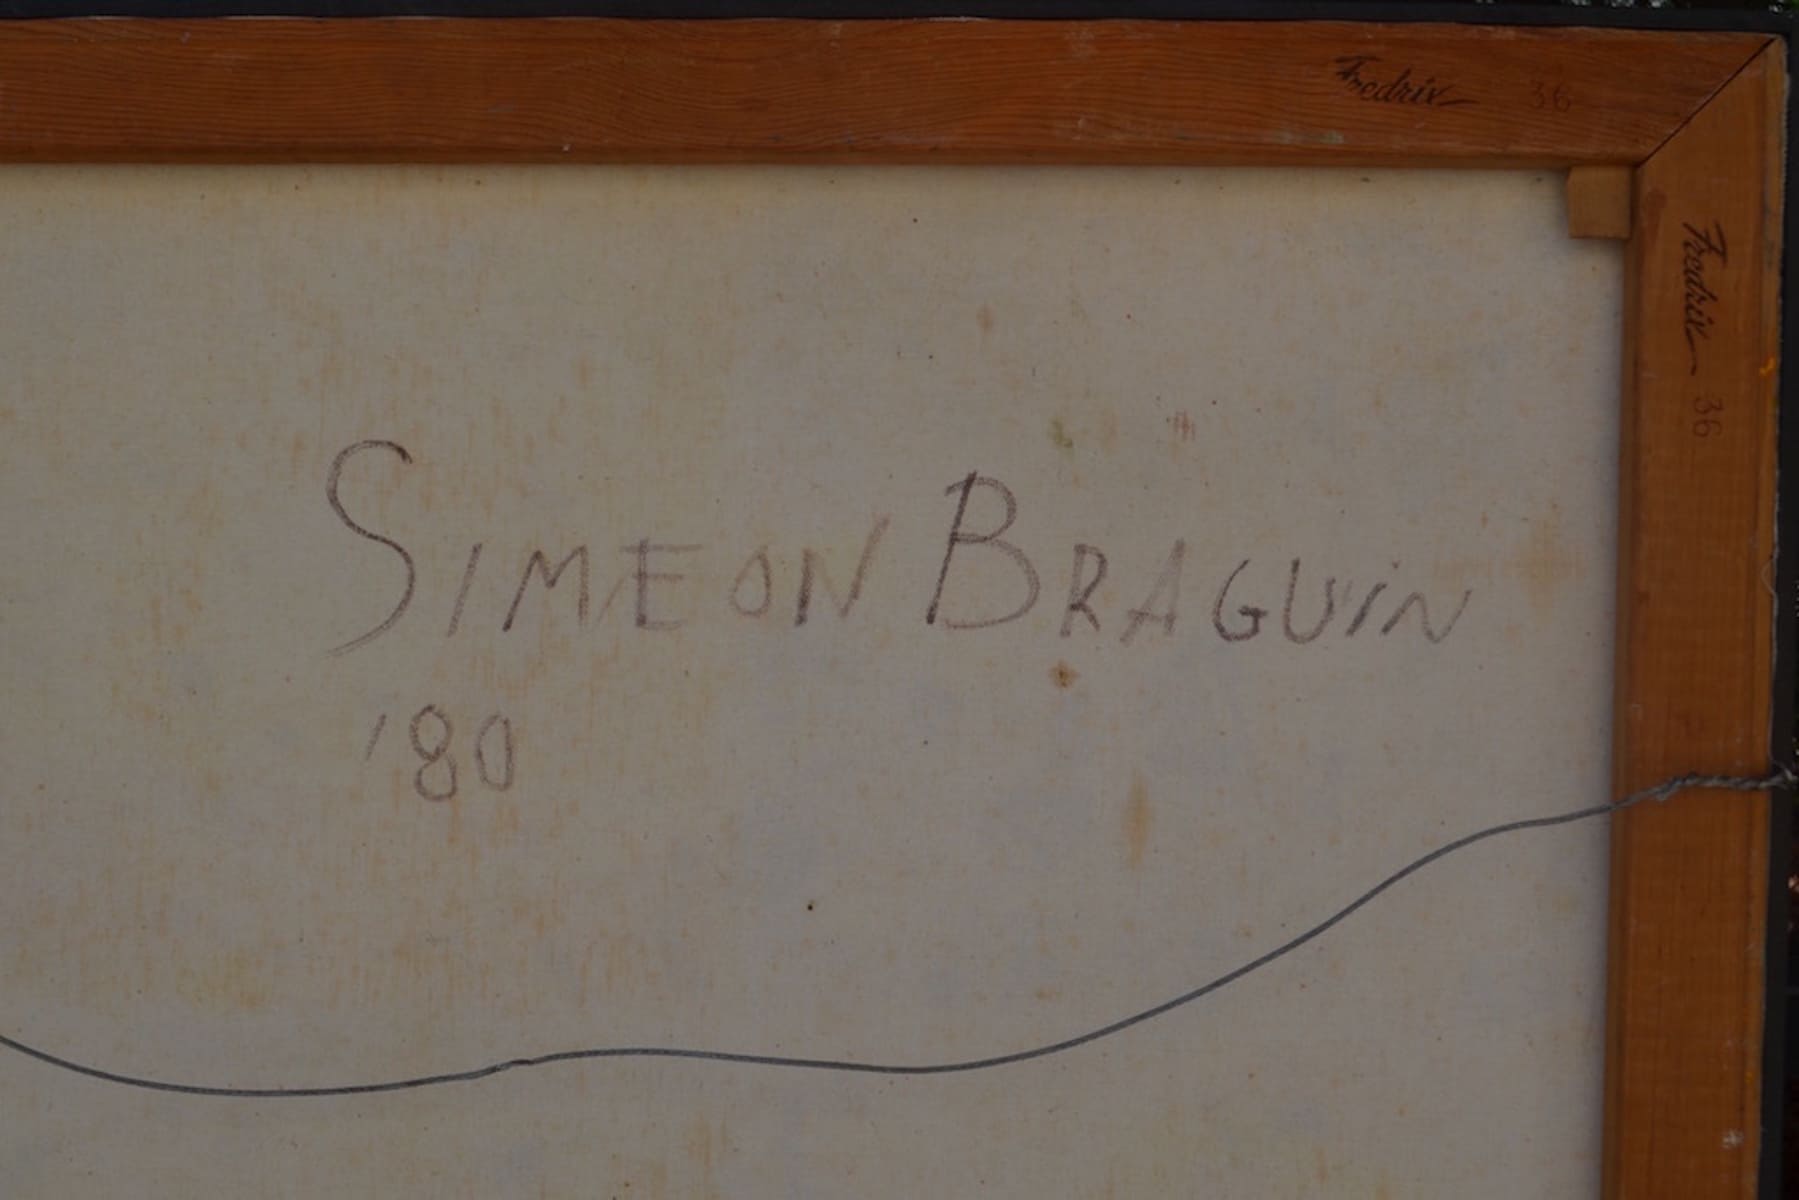 Fredrix 36
Fredrix 36
SIMEON BRAGUIN
'80